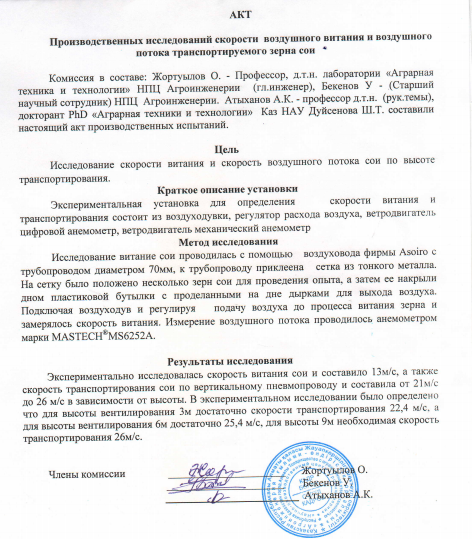 АКТ
Производственных исследований скорости воздушного витания и воздушного
потока транспортируемого зерна сои
Комиссия в составе: Жортуылов О. - Профессор, д.т.н. лаборатории «Аграрная
техника и технологии» НПЦ Агроинженерии (гл.инженер), Бекенов У - (Старший
научный сотрудник) НПЦ Агроинженерии. Атыханов А.К. - профессор д.т.н. (рук.темы),
докторант PhD «Аграрная техники и технологии» Каз НАУ Дуйсенова Ш.Т. составили
настоящий акт производственных испытаний.
Цель
Исследование скорости витания и скорость воздушного потока сои по высоте
транспортирования.
Краткое описание установки
Экспериментальная установка для определения скорости витания и
транспортирования состоит из воздуходувки, регулятор расхода воздуха, ветродвигатель
цифровой анемометр, ветродвигатель механический анемометр
Метод исследования
Исследование витание сои проводилась с помощью воздуховода фирмы Asoiro с
трубопроводом диаметром 70мм, к трубопроводу приклеена сетка из тонкого металла.
На сетку было положено несколько зерн сои для проведения опыта, а затем ее накрыли
дном пластиковой бутылки с проделанными на дне дырками для выхода воздуха.
Подключая воздуходув и регулируя подачу воздуха до процесса витания зерна и
замерялось скорость витания. Измерение воздушного потока проводилось анемометром
марки MASTECH®MS6252A.
Результаты исследования
Экспериментально исследовалась скорость витания сои и составило 13м/с, а также
скорость транспортирования сои по вертикальному пневмопроводу и составила от 21м/с
до 26 м/с в зависимости от высоты. В экспериментальном исследовании было определено
что для высоты вентилирования 3м достаточно скорости транспортирования 22,4 м/с, а
для высоты вентилирования 6м достаточно 25,4 м/с, для высоты 9м необходимая скорость
транспортирования 26м/с.
Члены комиссии Жортуылов О.
Бекенов У.
Атыханов А.К.